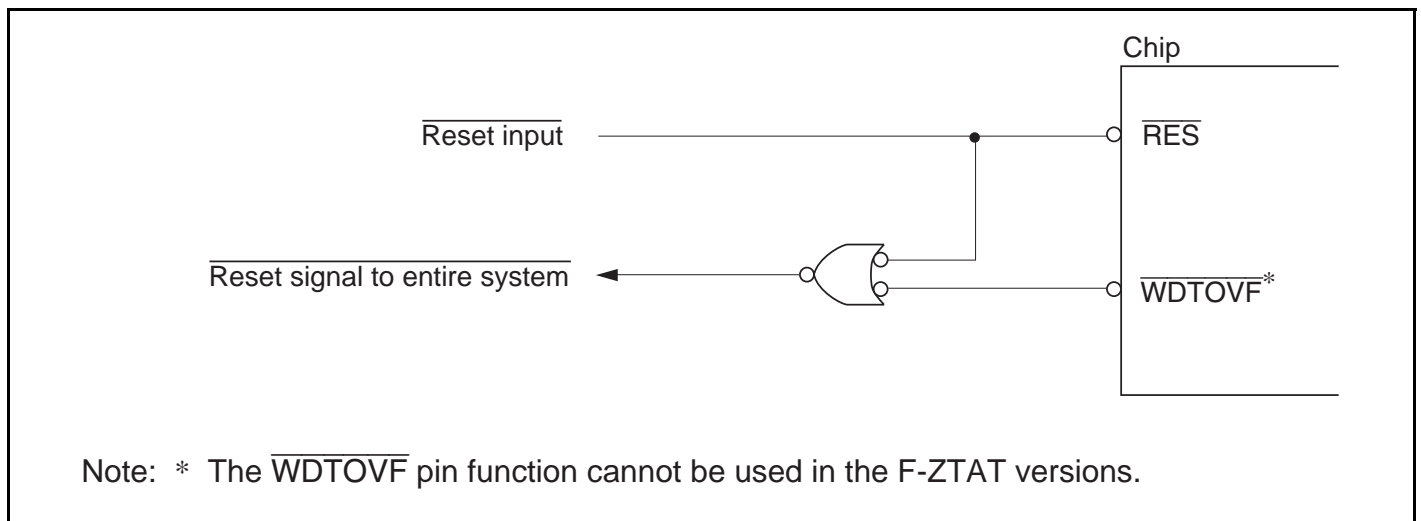 Chip
Reset input
RES
Reset signal to entire system
WDTOVF*
Note: * The WDTOVF pin function cannot be used in the F-ZTAT versions.